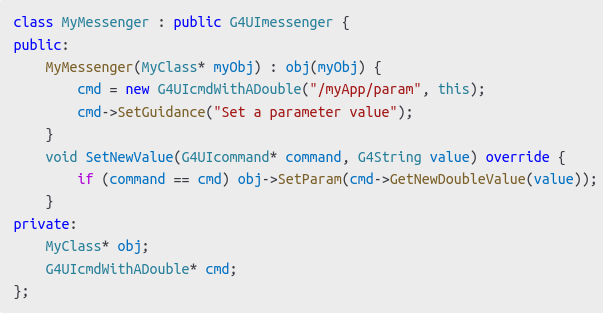 class MyMessenger : public G4UImessenger {
public:
    MyMessenger(MyClass* myObj) : obj(myObj) {
        cmd = new G4UIcmdWithADouble("/myApp/param", this);
        cmd->SetGuidance("Set a parameter value");
    }
    void SetNewValue(G4UIcommand* command, G4String value) override {
        if (command == cmd) obj->SetParam(cmd->GetNewDoubleValue(value));
    }
private:
    MyClass* obj;
    G4UIcmdWithADouble* cmd;
};